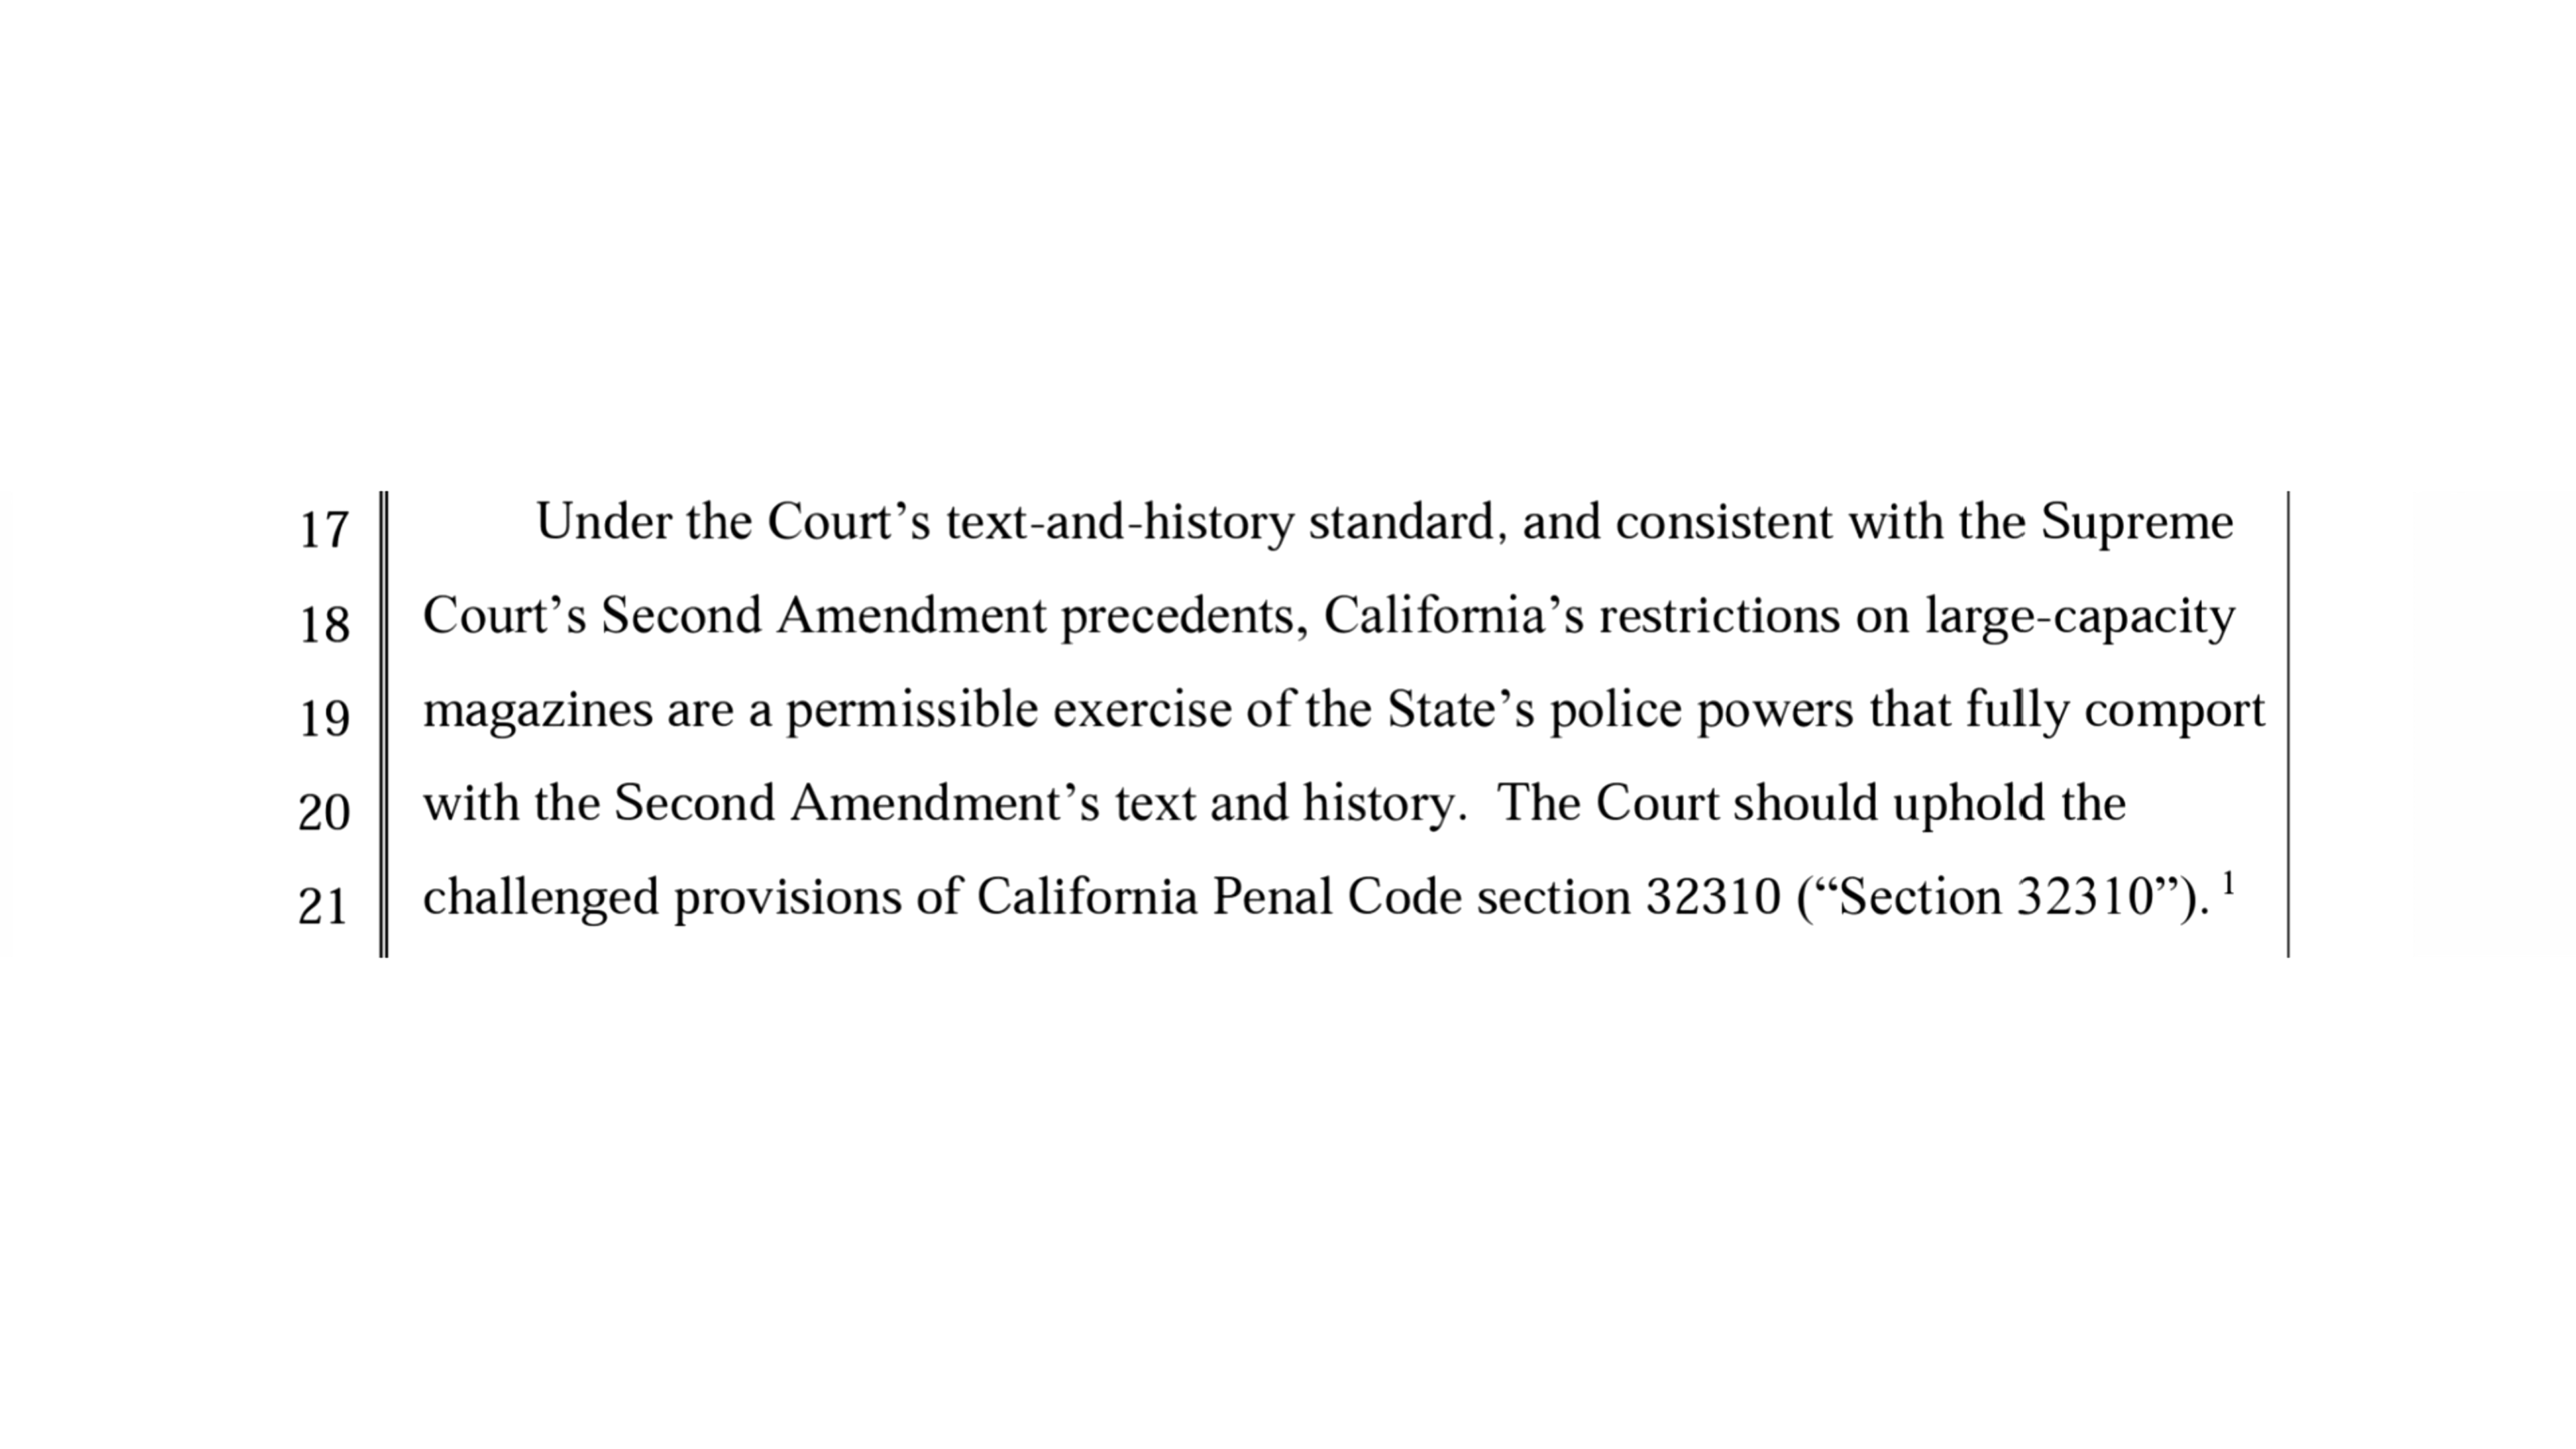 17 Under the Court’s text-and-history standard, and consistent with the Supreme
18 Court’s Second Amendment precedents, California’s restrictions on large-capacity
19 magazines are a permissible exercise of the State’s police powers that fully comport
20 with the Second Amendment’s text and history.  The Court should uphold the
21 challenged provisions of California Penal Code section 32310 (“Section 32310”). 1